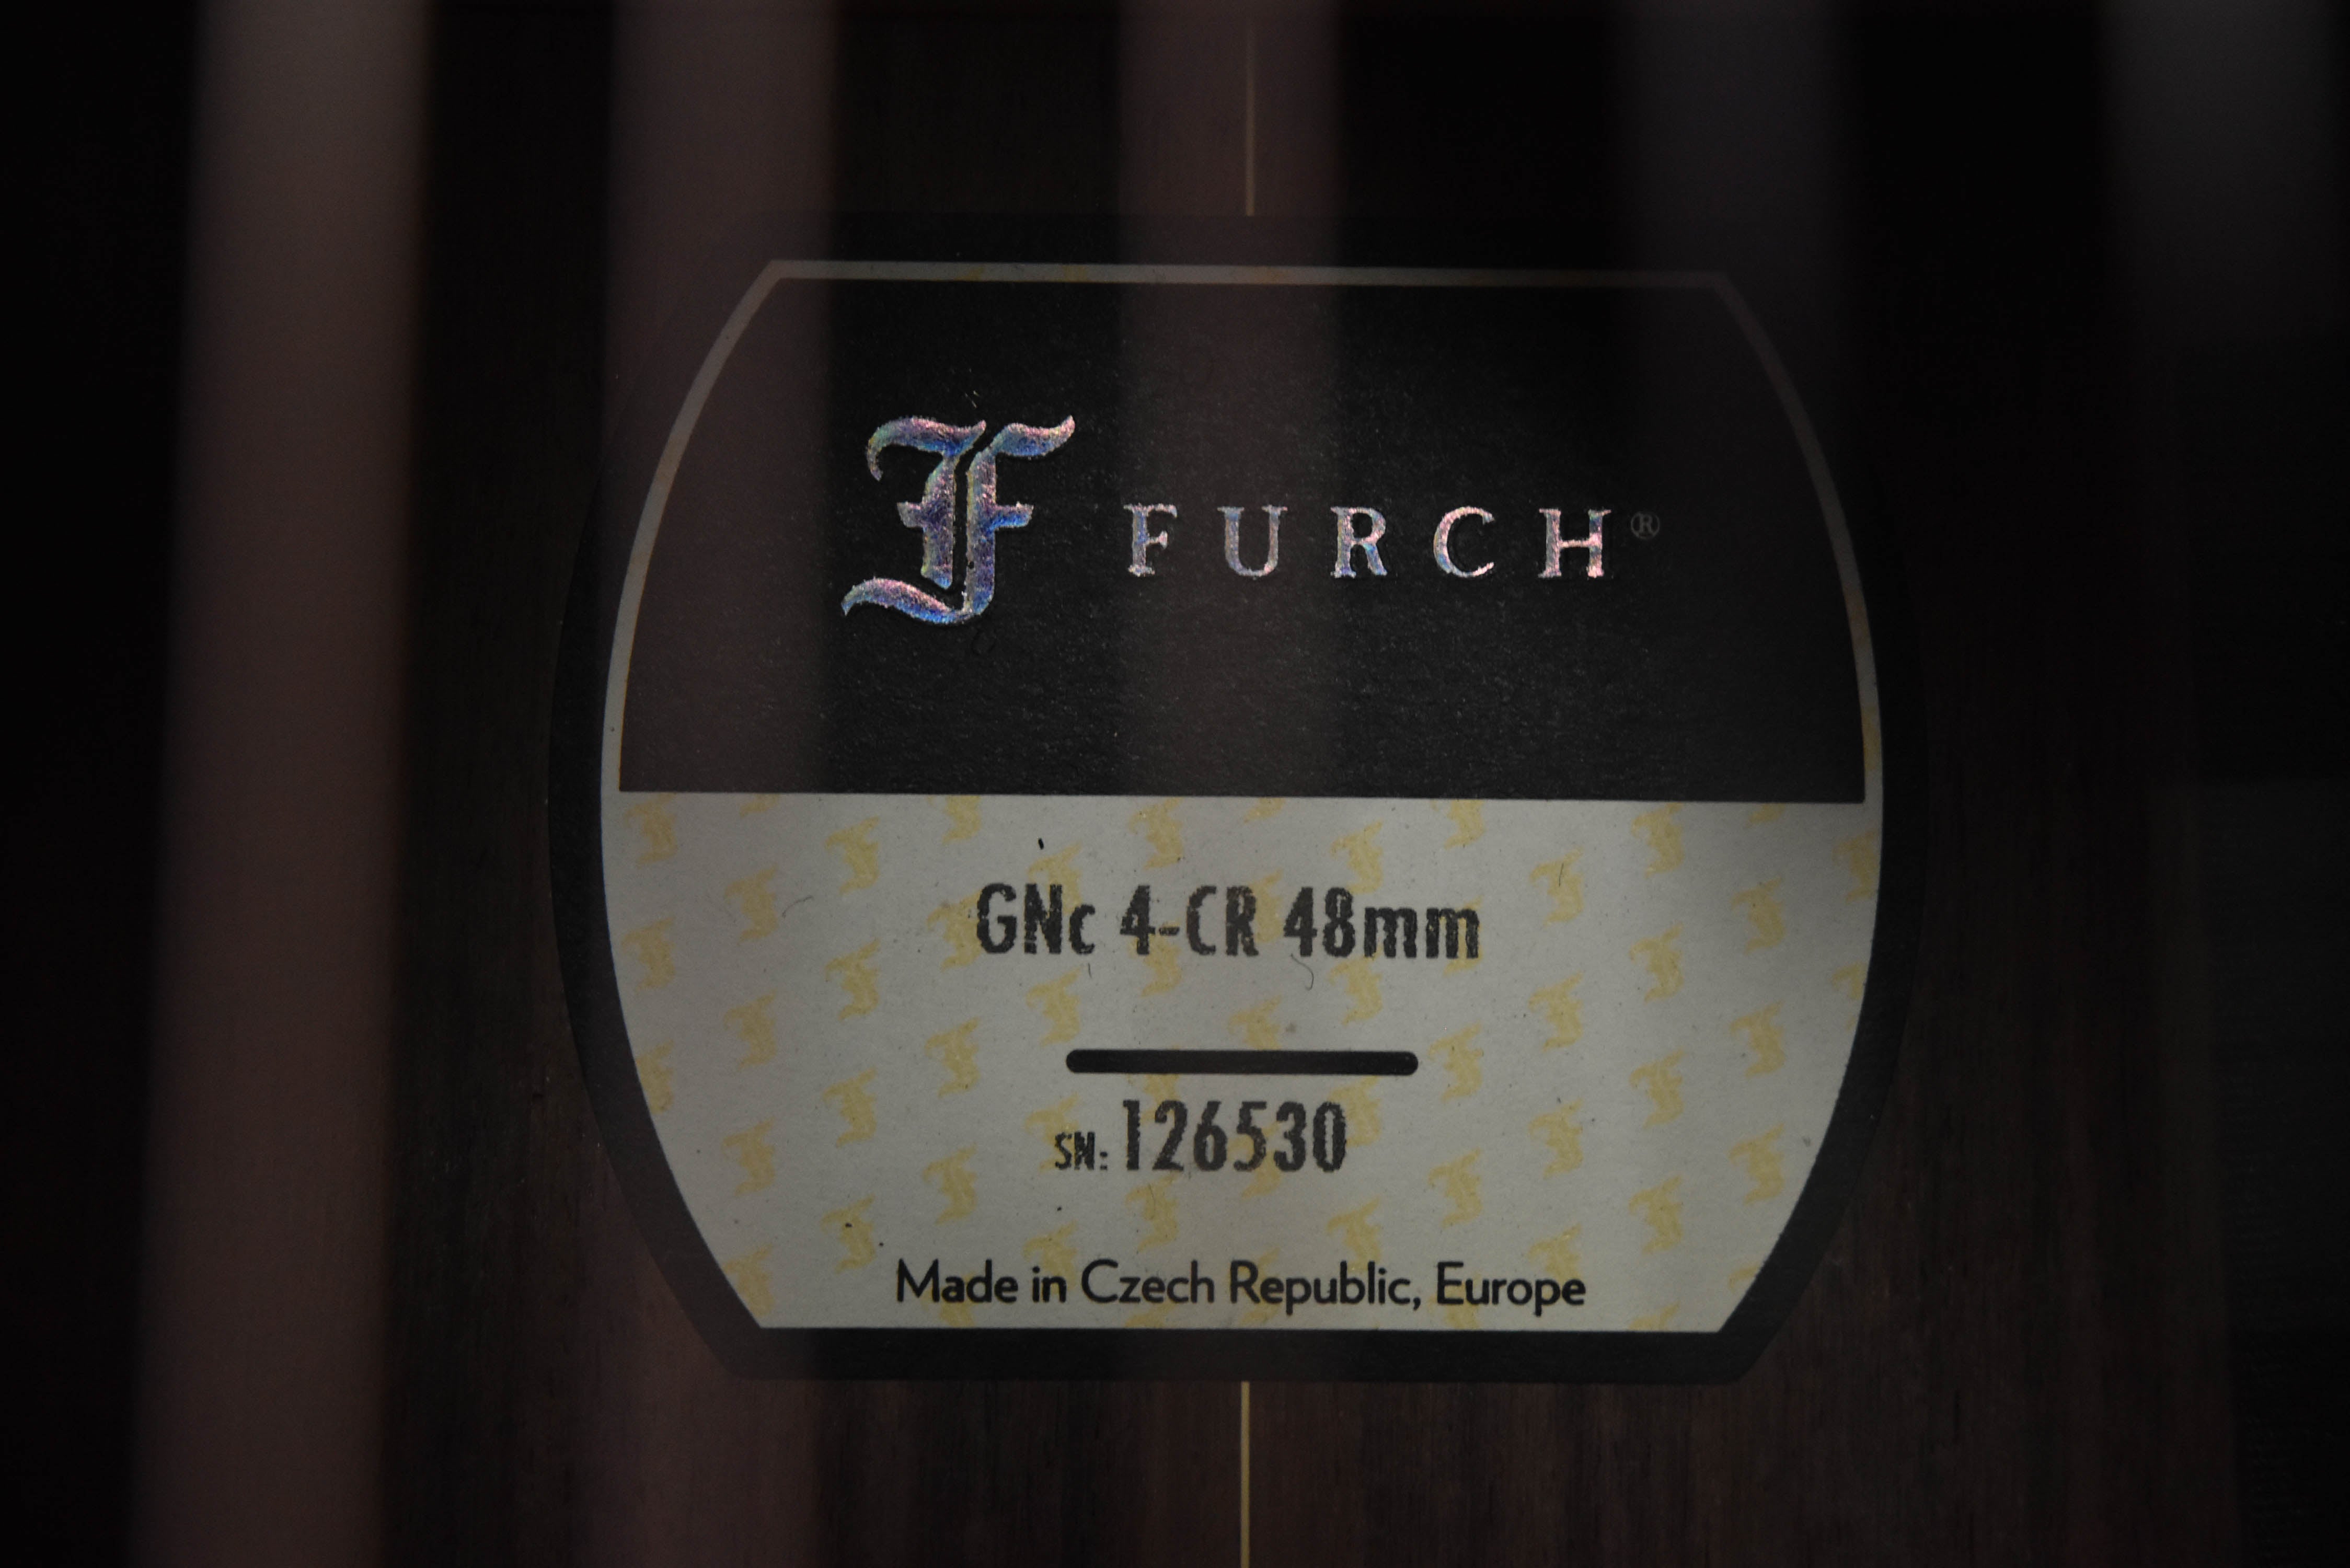 F FURCH®
GNc 4-CR 48mm
SN: 126530
Made in Czech Republic, Europe